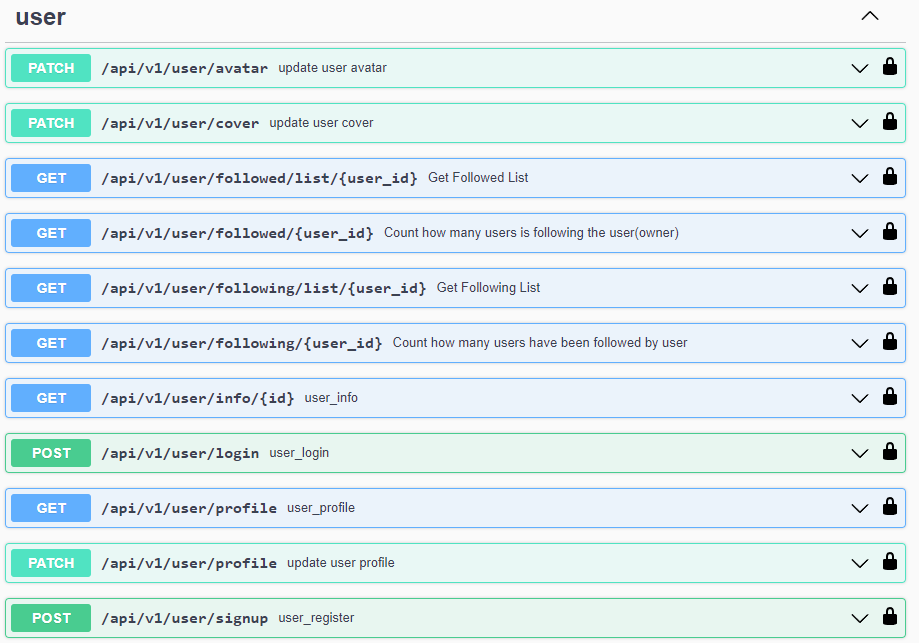 user
PATCH /api/v1/user/avatar update user avatar
PATCH /api/v1/user/cover update user cover
GET /api/v1/user/followed/list/{user_id} Get Followed List
GET /api/v1/user/followed/{user_id} Count how many users is following the user(owner)
GET /api/v1/user/following/list/{user_id} Get Following List
GET /api/v1/user/following/{user_id} Count how many users have been followed by user
GET /api/v1/user/info/{id} user_info
POST /api/v1/user/login user_login
GET /api/v1/user/profile user_profile
PATCH /api/v1/user/profile update user profile
POST /api/v1/user/signup user_register